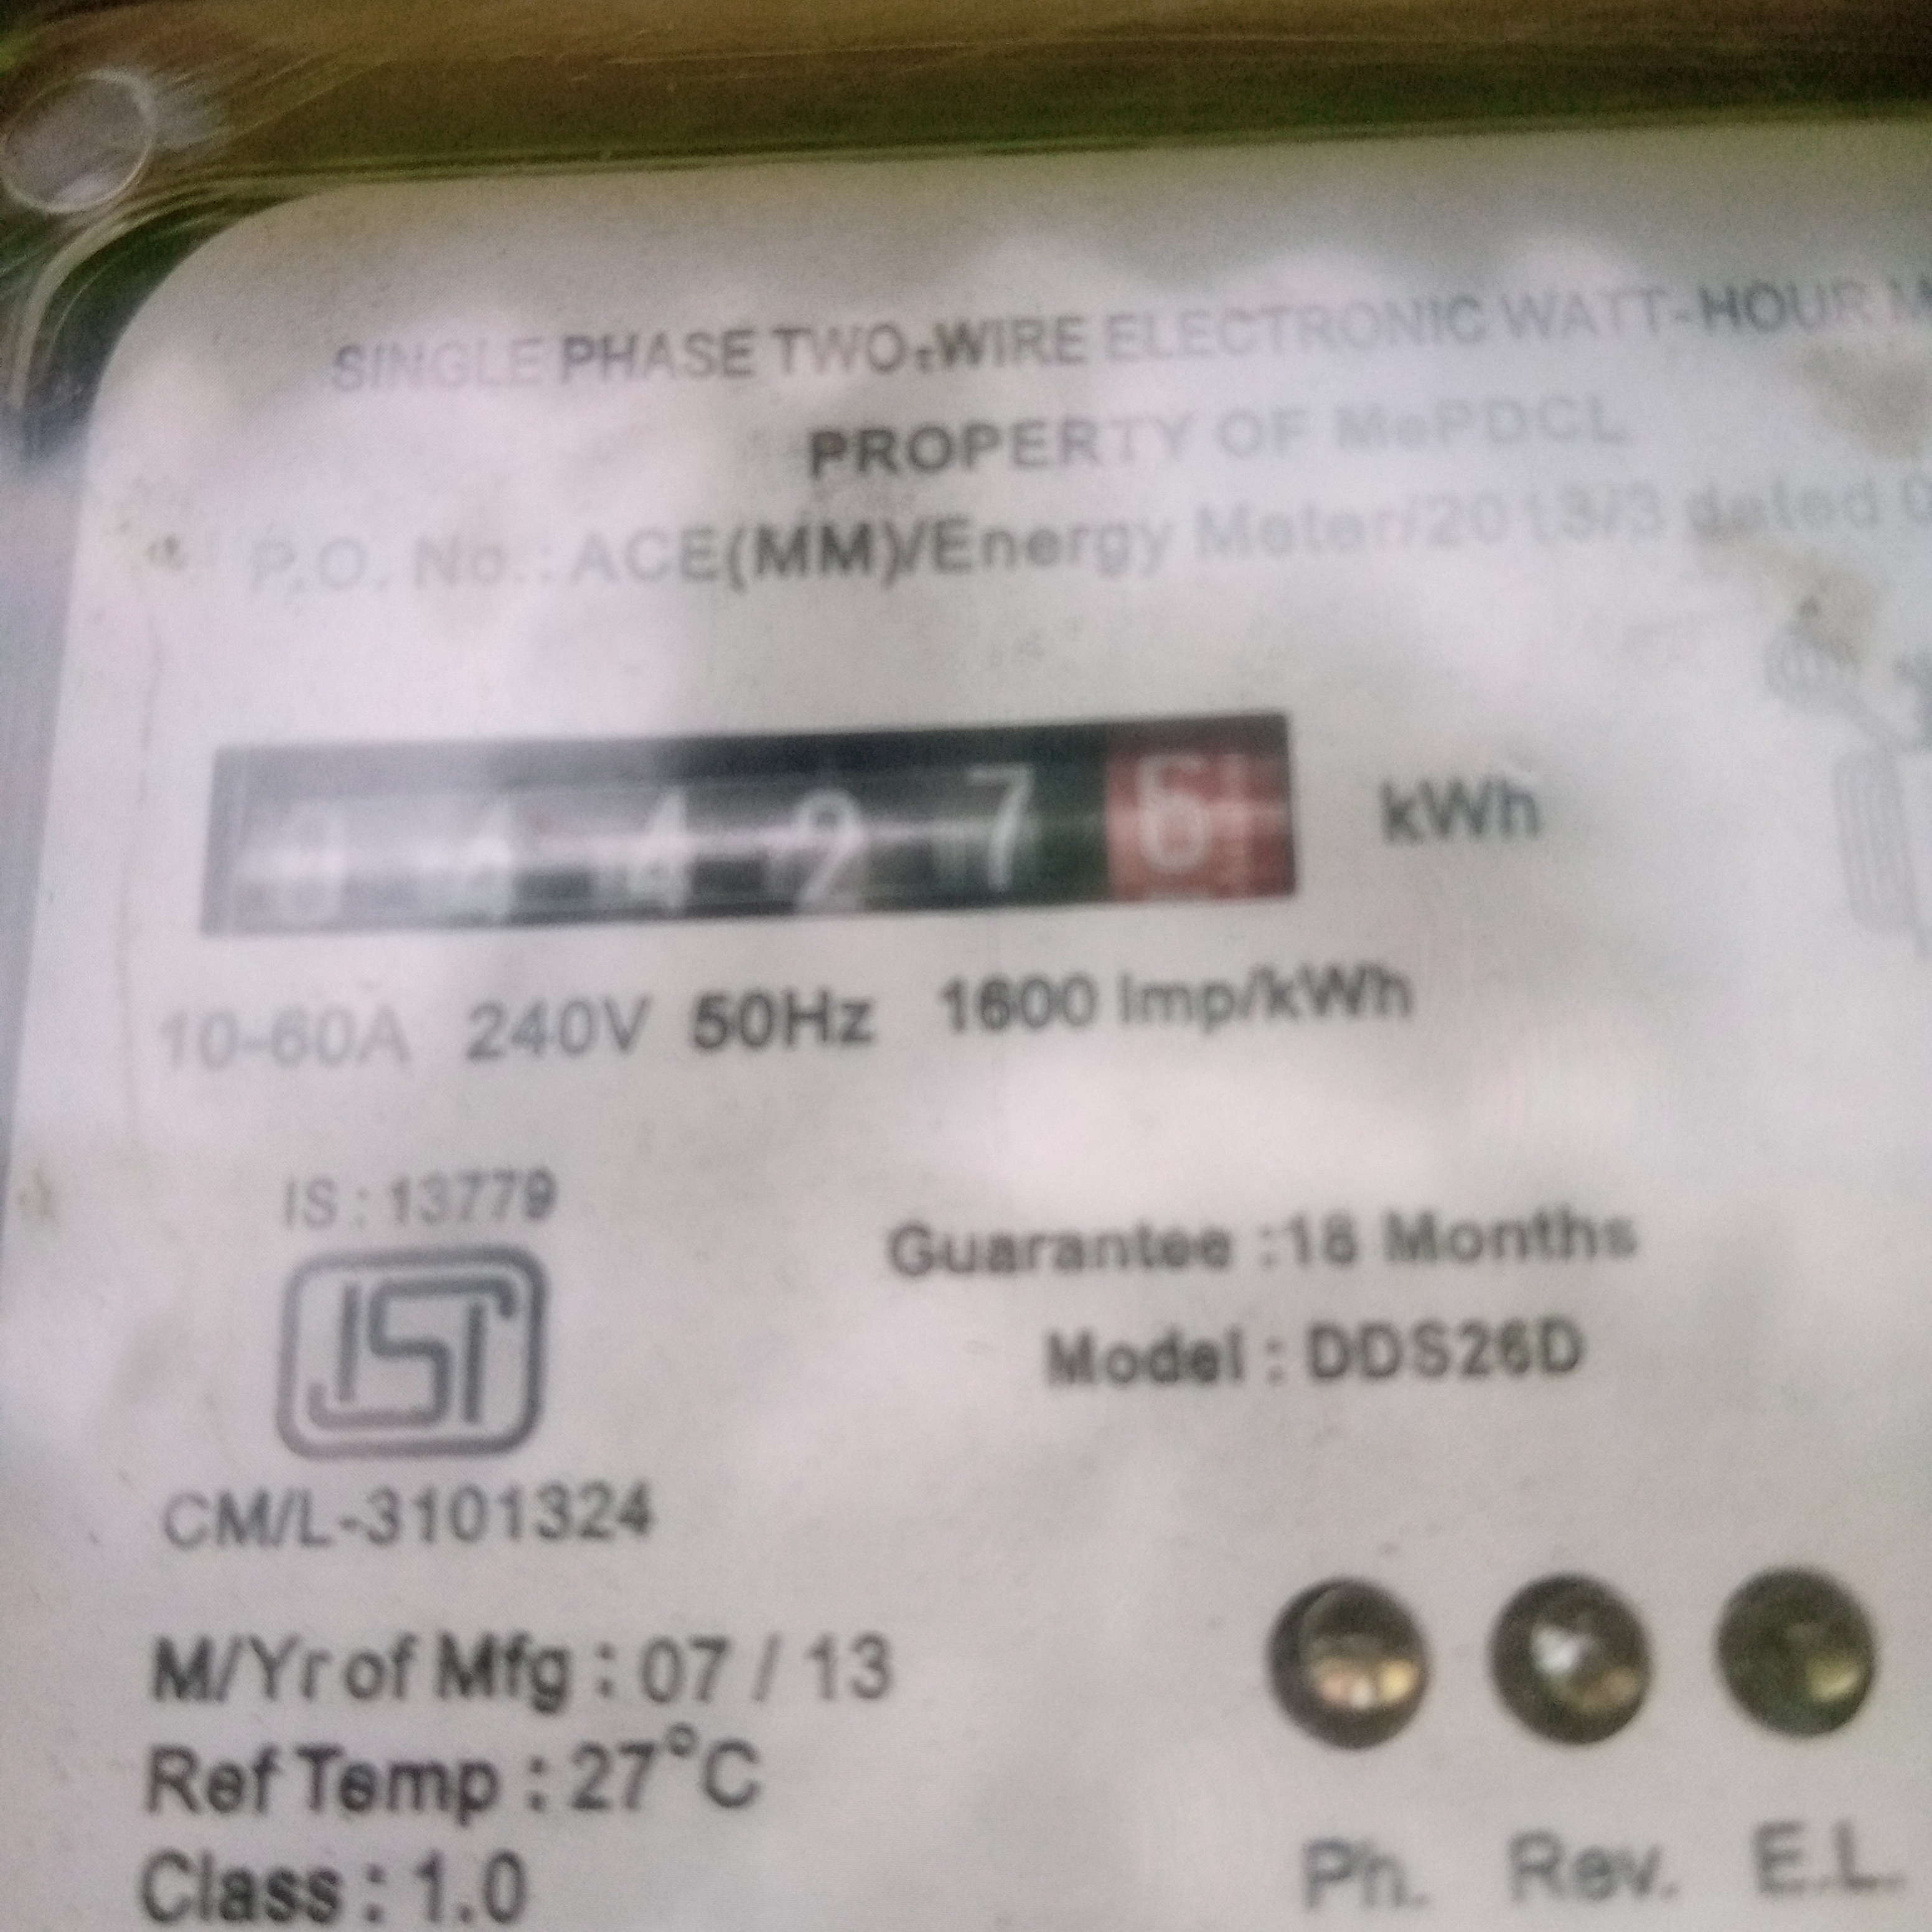 SINGLE PHASE TWO-WIRE ELECTRONIC WATT-HOUR
PROPERTY OF MePDCL
P.O. No.: ACE(MM)/Energy Meter/2013/3 dated
kWh
10-60A 240V 50Hz 1600 Imp/kWh
IS : 13779
ISI
CM/L-3101324
Guarantee :18 Months
Model : DDS26D
M/Yr of Mfg : 07 / 13
Ref Temp : 27°C
Class : 1.0
Ph. Rev. E.L.